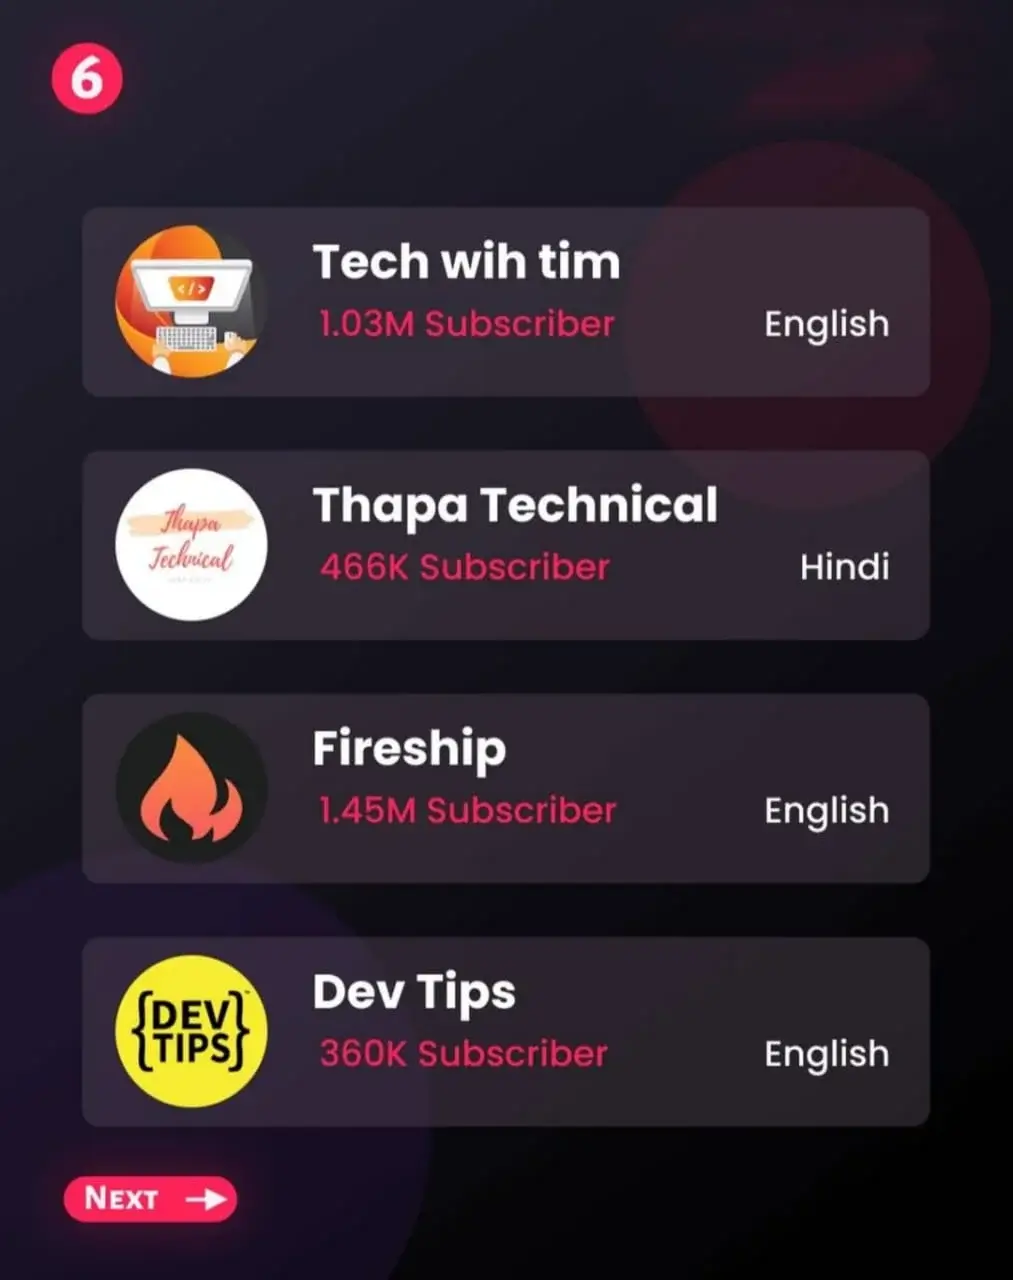 6
Tech wih tim
1.03M Subscriber
English
</>
Thapa Technical
466K Subscriber
Hindi
Thapa
Technical
Fireship
1.45M Subscriber
English
Dev Tips
360K Subscriber
English
{DEV
TIPS}
NEXT →